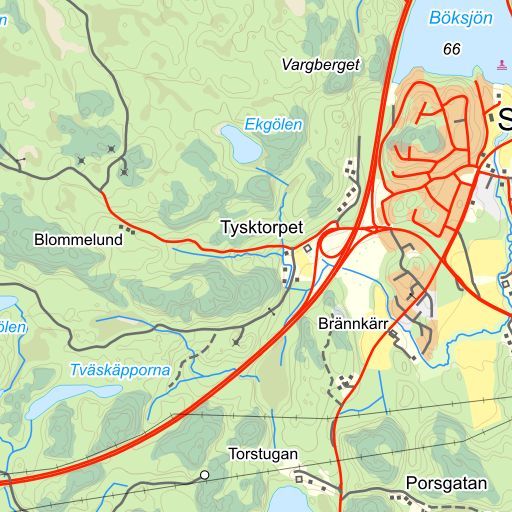 Böksjön
66
Vargberget
S
Ekgölen
Tysktorpet
Blommelund
Brännkärr
Tväskäpporna
Torstugan
Porsgatan